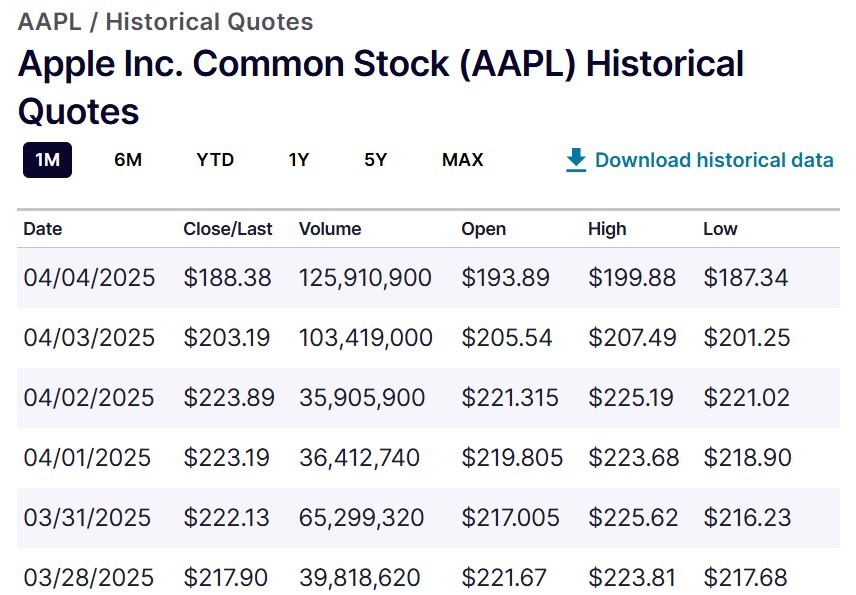 AAPL / Historical Quotes
Apple Inc. Common Stock (AAPL) Historical
Quotes
1M 6M YTD 1Y 5Y MAX Download historical data
Date Close/Last Volume Open High Low
04/04/2025 $188.38 125,910,900 $193.89 $199.88 $187.34
04/03/2025 $203.19 103,419,000 $205.54 $207.49 $201.25
04/02/2025 $223.89 35,905,900 $221.315 $225.19 $221.02
04/01/2025 $223.19 36,412,740 $219.805 $223.68 $218.90
03/31/2025 $222.13 65,299,320 $217.005 $225.62 $216.23
03/28/2025 $217.90 39,818,620 $221.67 $223.81 $217.68